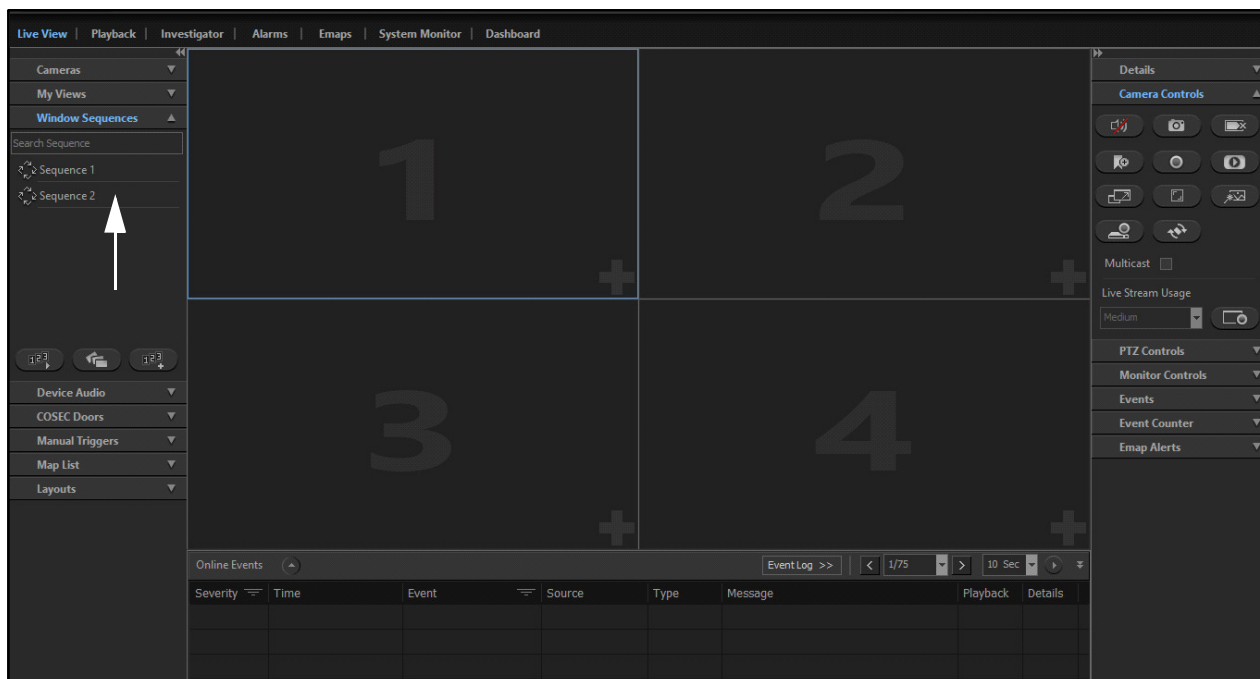 Live View | Playback | Investigator | Alarms | Emaps | System Monitor | Dashboard
Cameras
My Views
Window Sequences
Search Sequence
Sequence 1
Sequence 2
123
123
Device Audio
COSEC Doors
Manual Triggers
Map List
Layouts
1
2
3
4
Online Events
Event Log >>
<
1/75
>
10 Sec
Severity Time Event Source Type Message Playback Details
Details
Camera Controls
Multicast
Live Stream Usage
Medium
PTZ Controls
Monitor Controls
Events
Event Counter
Emap Alerts